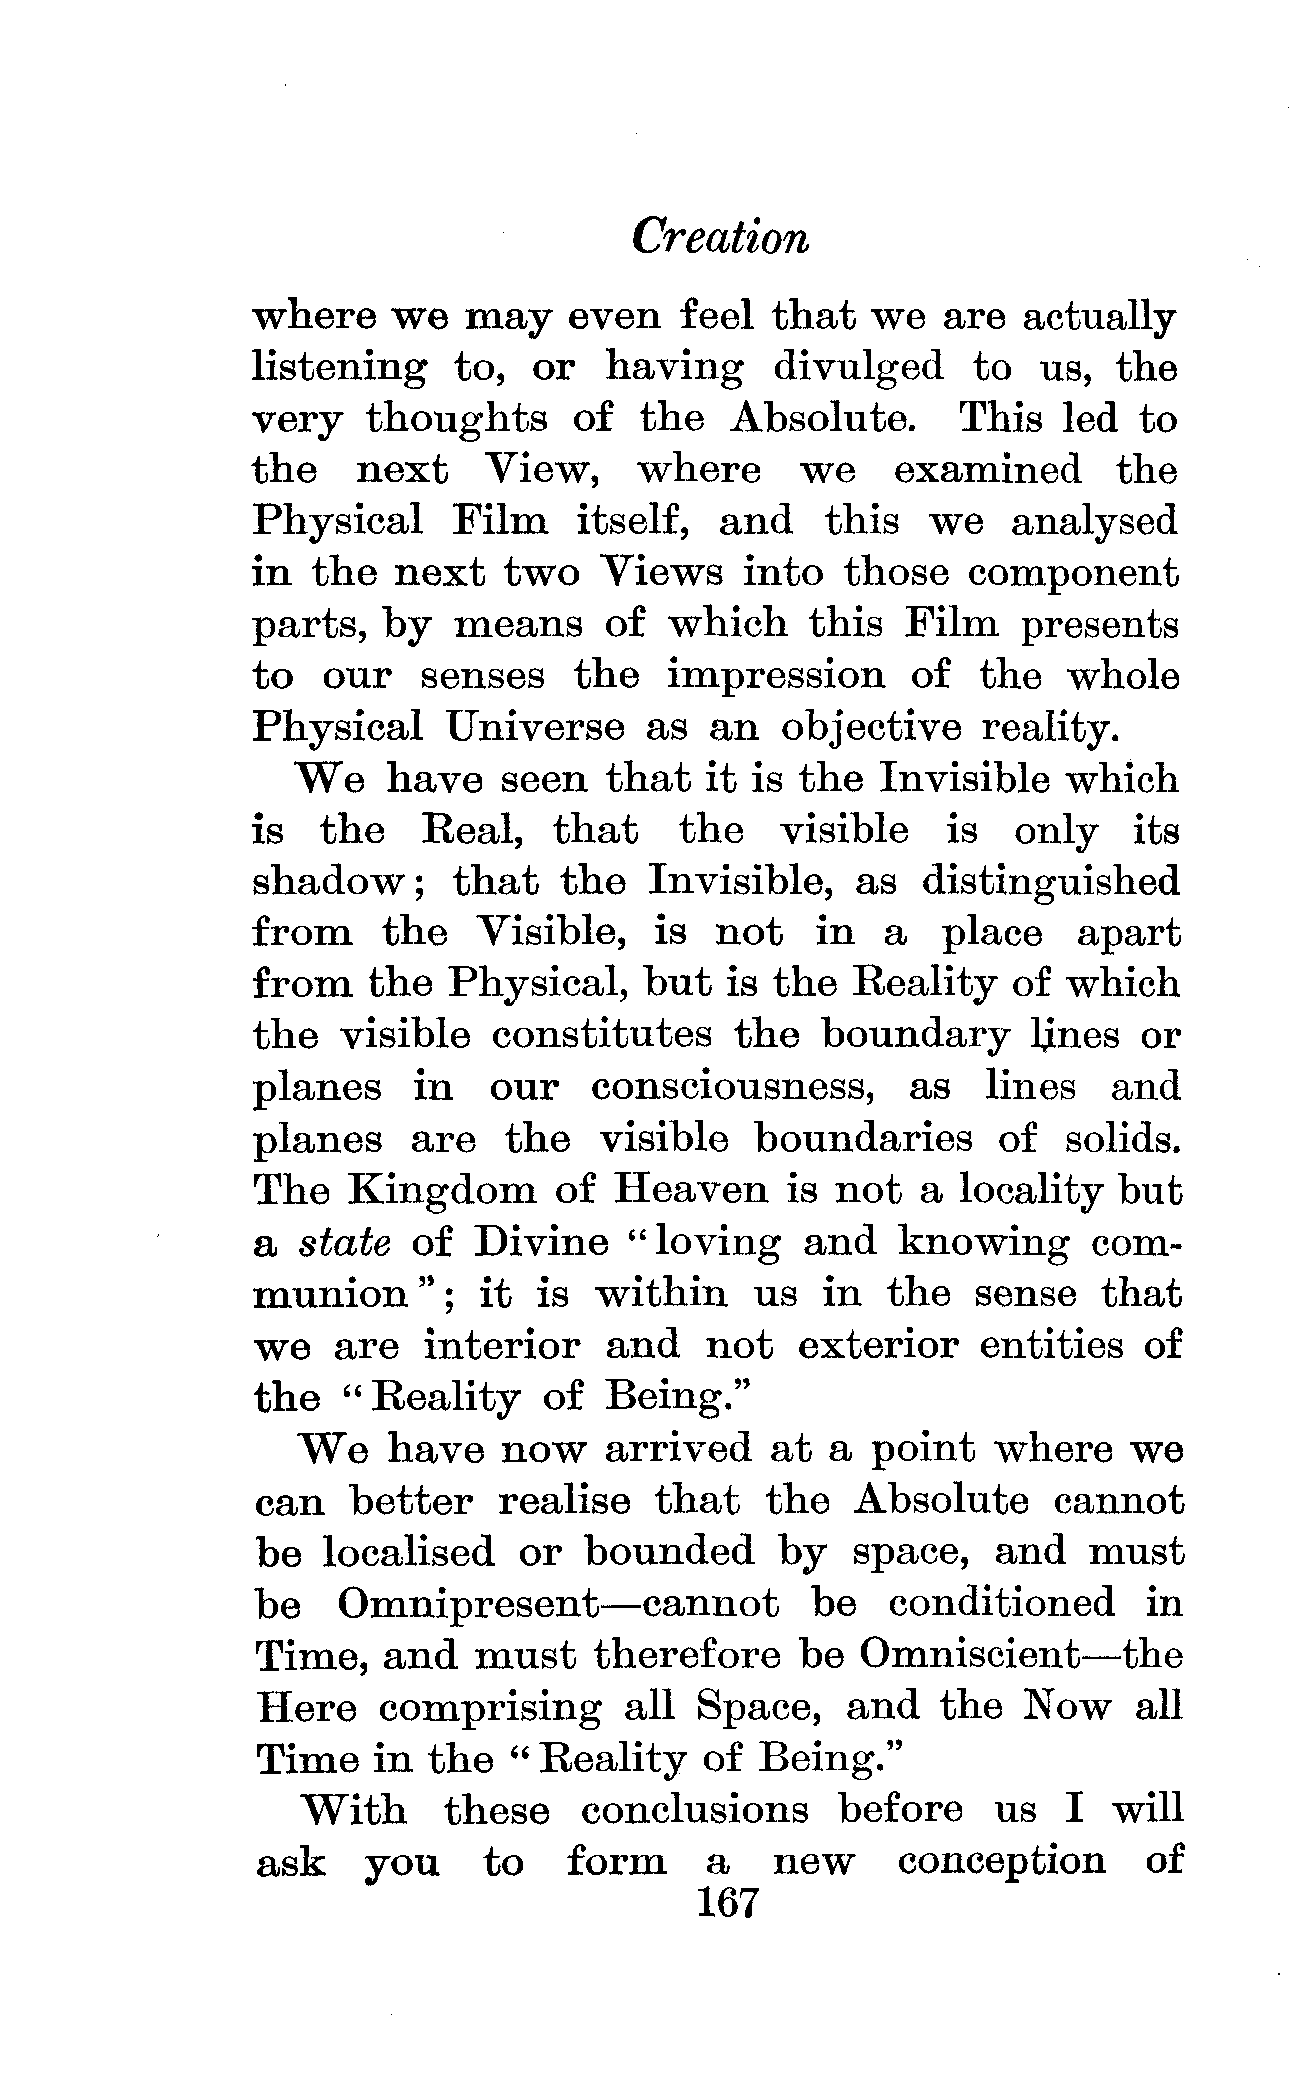 Creation
where we may even feel that we are actually
listening to, or having divulged to us, the
very thoughts of the Absolute. This led to
the next View, where we examined the
Physical Film itself, and this we analysed
in the next two Views into those component
parts, by means of which this Film presents
to our senses the impression of the whole
Physical Universe as an objective reality.
We have seen that it is the Invisible which
is the Real, that the visible is only its
shadow; that the Invisible, as distinguished
from the Visible, is not in a place apart
from the Physical, but is the Reality of which
the visible constitutes the boundary lines or
planes in our consciousness, as lines and
planes are the visible boundaries of solids.
The Kingdom of Heaven is not a locality but
a state of Divine "loving and knowing com-
munion"; it is within us in the sense that
we are interior and not exterior entities of
the "Reality of Being."
We have now arrived at a point where we
can better realise that the Absolute cannot
be localised or bounded by space, and must
be Omnipresent—cannot be conditioned in
Time, and must therefore be Omniscient—the
Here comprising all Space, and the Now all
Time in the "Reality of Being."
With these conclusions before us I will
ask you to form a new conception of
167